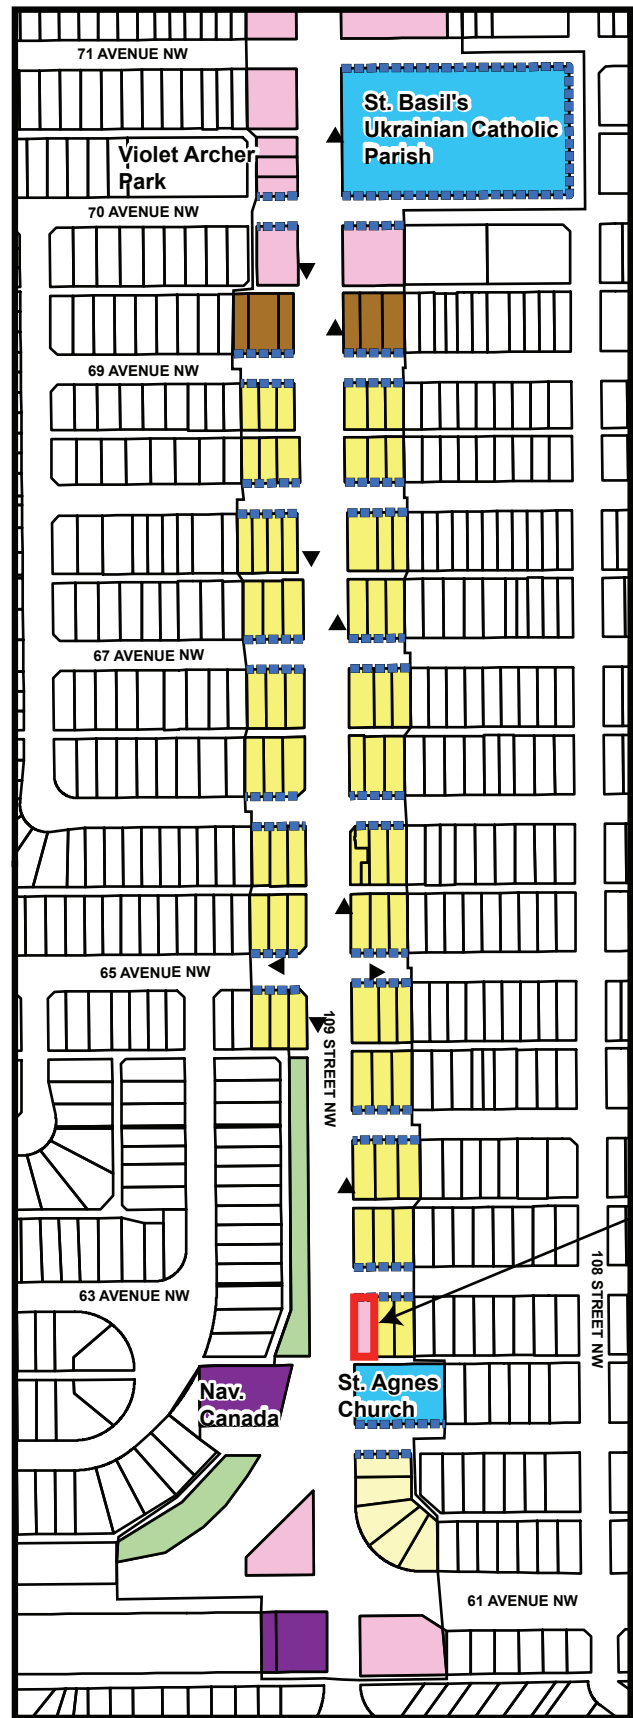 71 AVENUE NW
St. Basil's
Ukrainian Catholic
Parish
Violet Archer
Park
70 AVENUE NW
69 AVENUE NW
67 AVENUE NW
65 AVENUE NW
109 STREET NW
108 STREET NW
63 AVENUE NW
Nav.
Canada
St. Agnes
Church
61 AVENUE NW